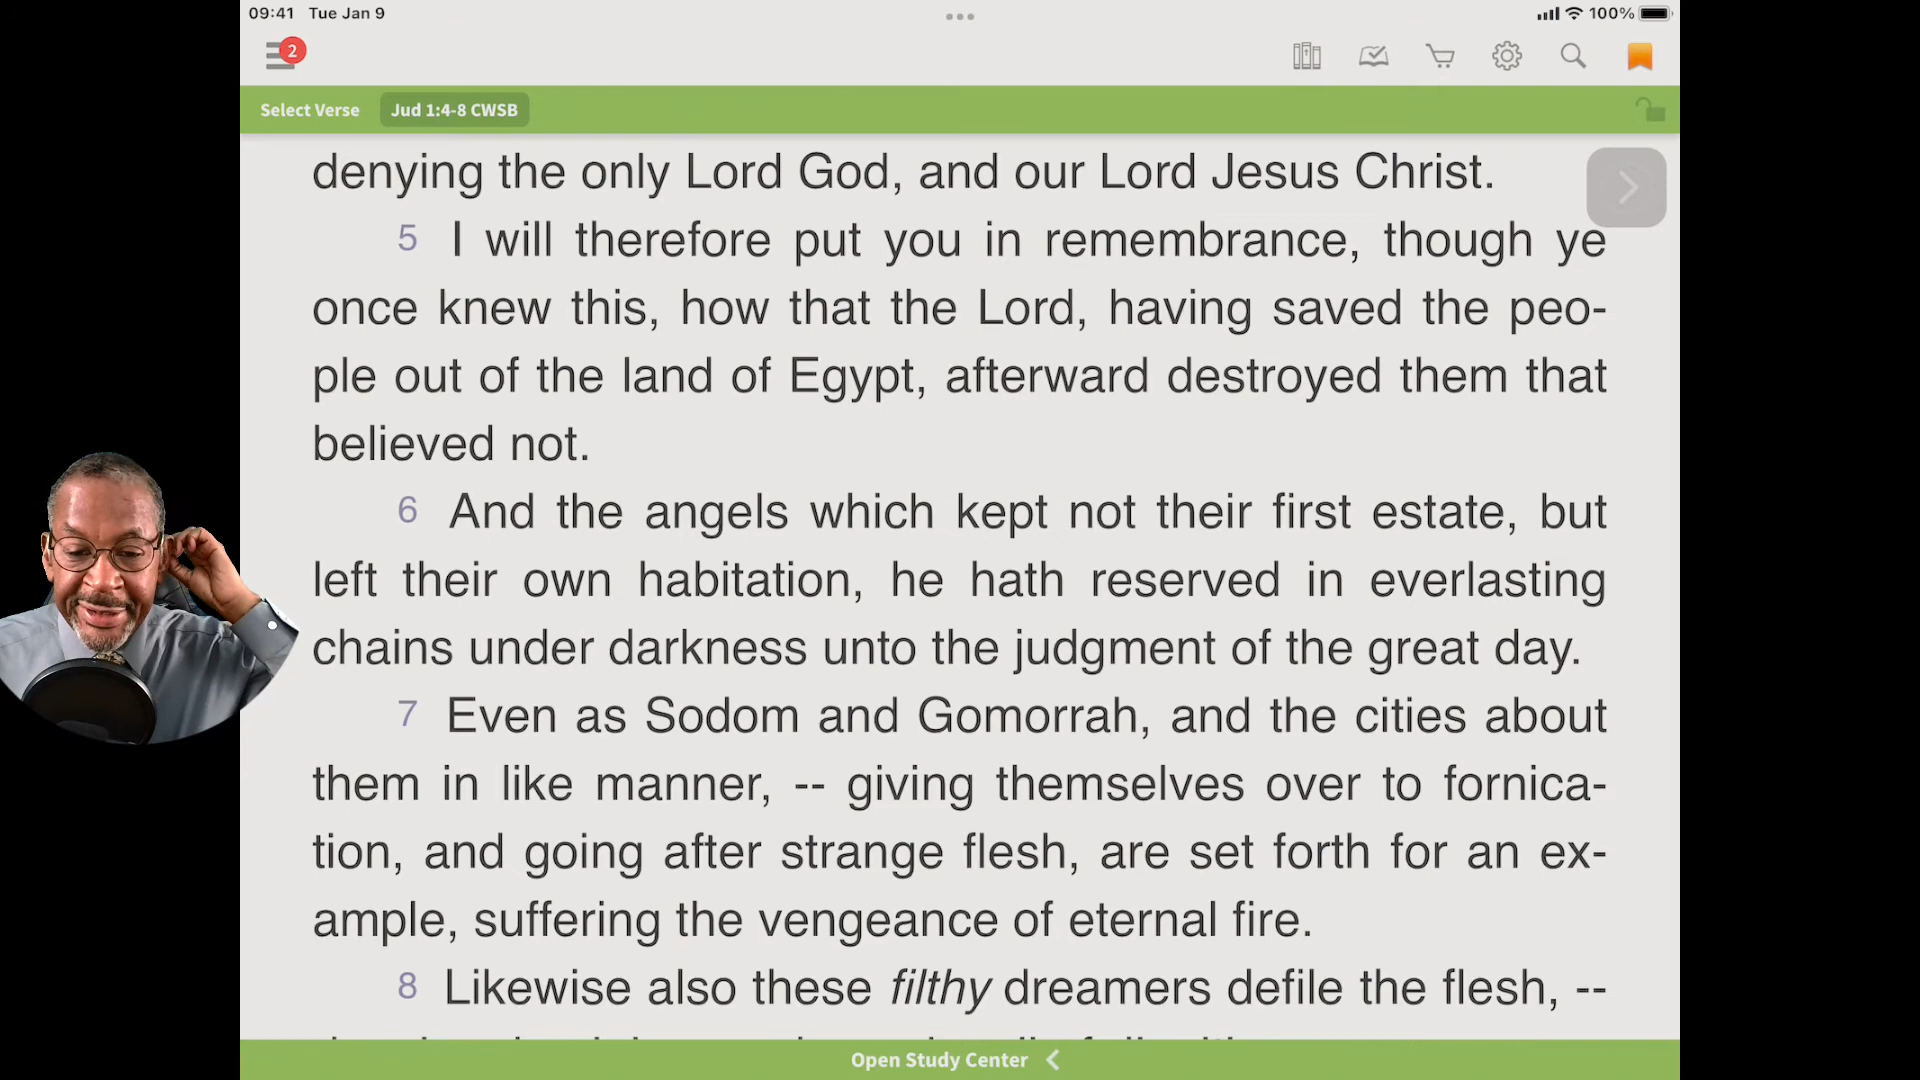 09:41 Tue Jan 9
100%
2
Select Verse Jud 1:4-8 CWSB
denying the only Lord God, and our Lord Jesus Christ.
5 I will therefore put you in remembrance, though ye
once knew this, how that the Lord, having saved the peo-
ple out of the land of Egypt, afterward destroyed them that
believed not.
6 And the angels which kept not their first estate, but
left their own habitation, he hath reserved in everlasting
chains under darkness unto the judgment of the great day.
7 Even as Sodom and Gomorrah, and the cities about
them in like manner, -- giving themselves over to fornica-
tion, and going after strange flesh, are set forth for an ex-
ample, suffering the vengeance of eternal fire.
8 Likewise also these filthy dreamers defile the flesh, --
Open Study Center